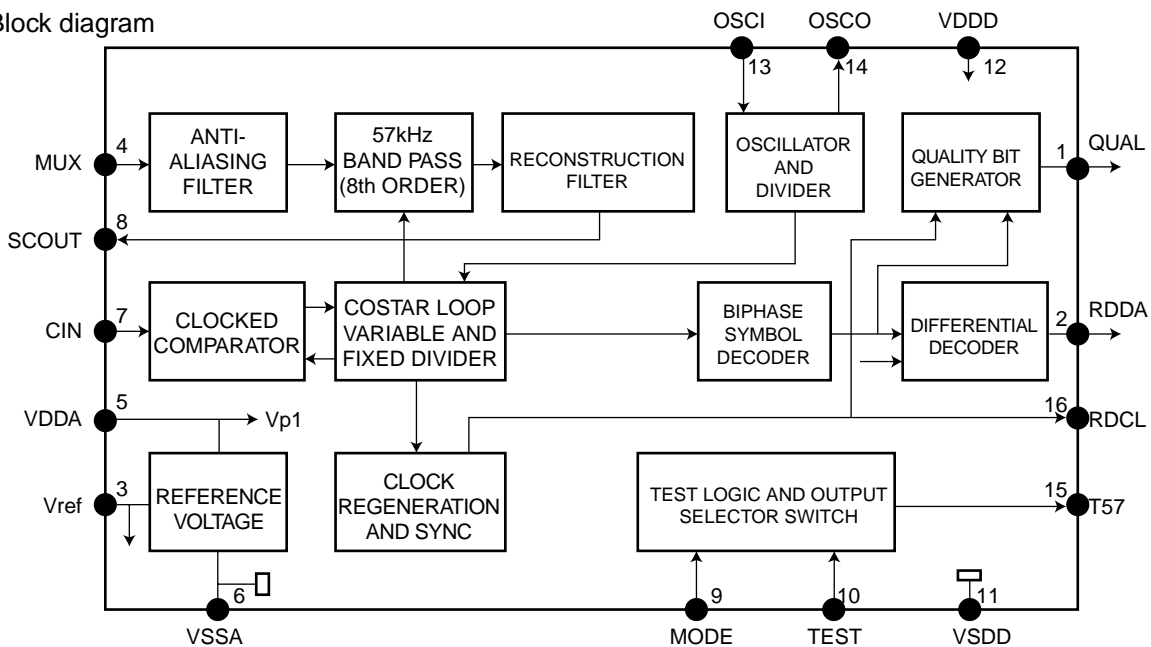 Block diagram
OSCI
OSCO
VDDD
13
14
12
MUX
4
ANTI-
ALIASING
FILTER
57kHz
BAND PASS
(8th ORDER)
RECONSTRUCTION
FILTER
OSCILLATOR
AND
DIVIDER
QUALITY BIT
GENERATOR
1
QUAL
SCOUT
8
CIN
7
CLOCKED
COMPARATOR
COSTAR LOOP
VARIABLE AND
FIXED DIVIDER
BIPHASE
SYMBOL
DECODER
DIFFERENTIAL
DECODER
2
RDDA
VDDA
5
Vp1
16
RDCL
Vref
3
REFERENCE
VOLTAGE
CLOCK
REGENERATION
AND SYNC
TEST LOGIC AND OUTPUT
SELECTOR SWITCH
15
T57
6
9
10
11
VSSA
MODE
TEST
VSDD